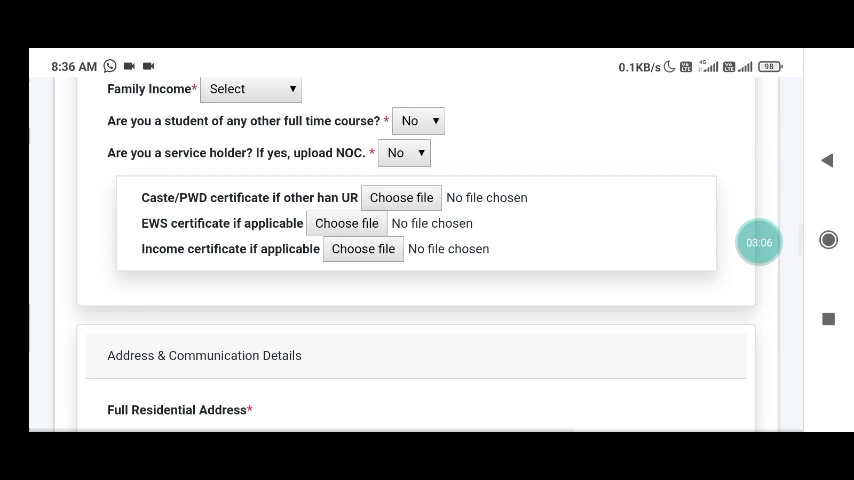 8:36 AM 0.1KB/s 4G 98
Family Income* Select
Are you a student of any other full time course? * No
Are you a service holder? If yes, upload NOC. * No
Caste/PWD certificate if other han UR Choose file No file chosen
EWS certificate if applicable Choose file No file chosen
Income certificate if applicable Choose file No file chosen
03:06
Address & Communication Details
Full Residential Address*